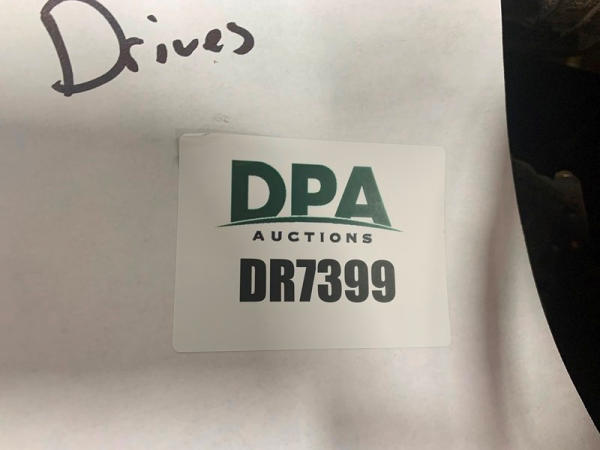 Drives
DPA
AUCTIONS
DR7399